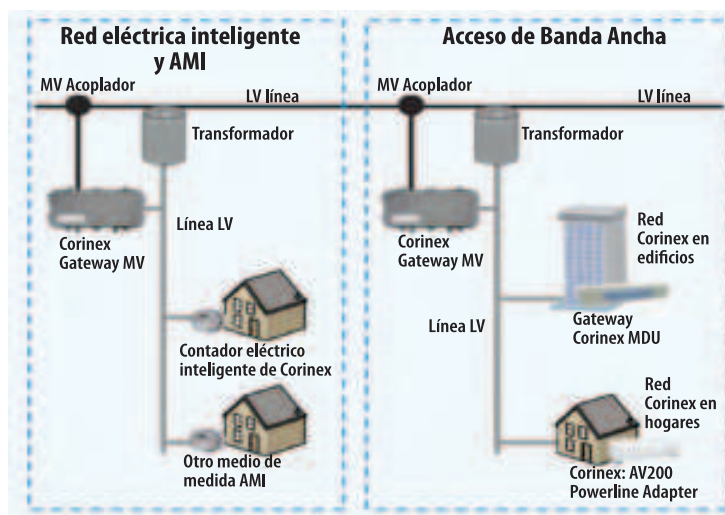 Red eléctrica inteligente
y AMI
MV Acoplador
LV línea
Transformador
Corinex
Gateway MV
Línea LV
Contador eléctrico
inteligente de Corinex
Otro medio de
medida AMI
Acceso de Banda Ancha
MV Acoplador
LV línea
Transformador
Corinex
Gateway MV
Red
Corinex en
edificios
Gateway
Corinex MDU
Línea LV
Red
Corinex en
hogares
Corinex: AV200
Powerline Adapter